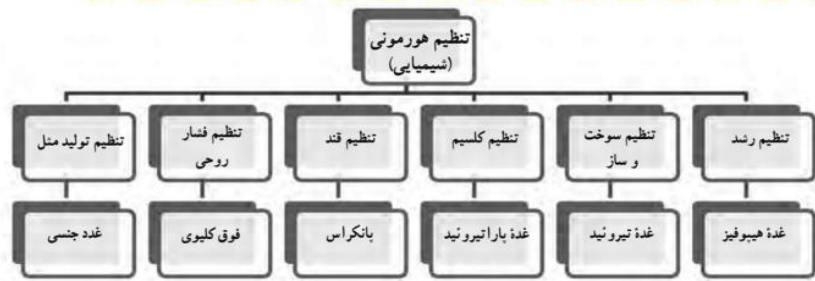 تنظیم هورمونی
(شیمیایی)
تنظیم رشد
تنظیم سوخت
و ساز
تنظیم کلسیم
تنظیم قند
تنظیم فشار
روحی
تنظیم تولید مثل
غدهٔ هیپوفیز
غدهٔ تیروئید
غدهٔ پاراتیروئید
پانکراس
فوق کلیوی
غدد جنسی